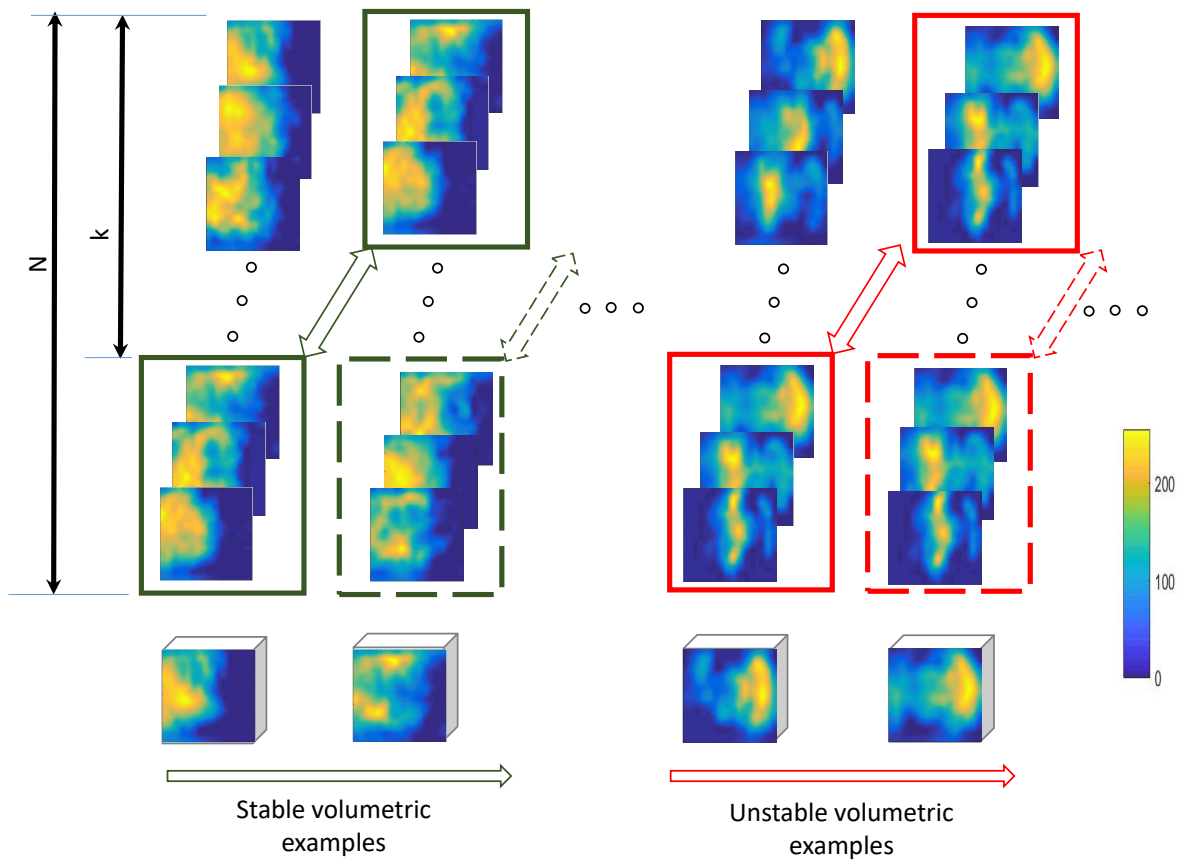 N
k
200
100
0
Stable volumetric
examples
Unstable volumetric
examples